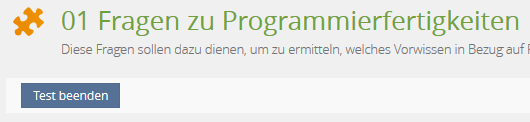 01 Fragen zu Programmierfertigkeiten
Diese Fragen sollen dazu dienen, um zu ermitteln, welches Vorwissen in Bezug auf
Test beenden